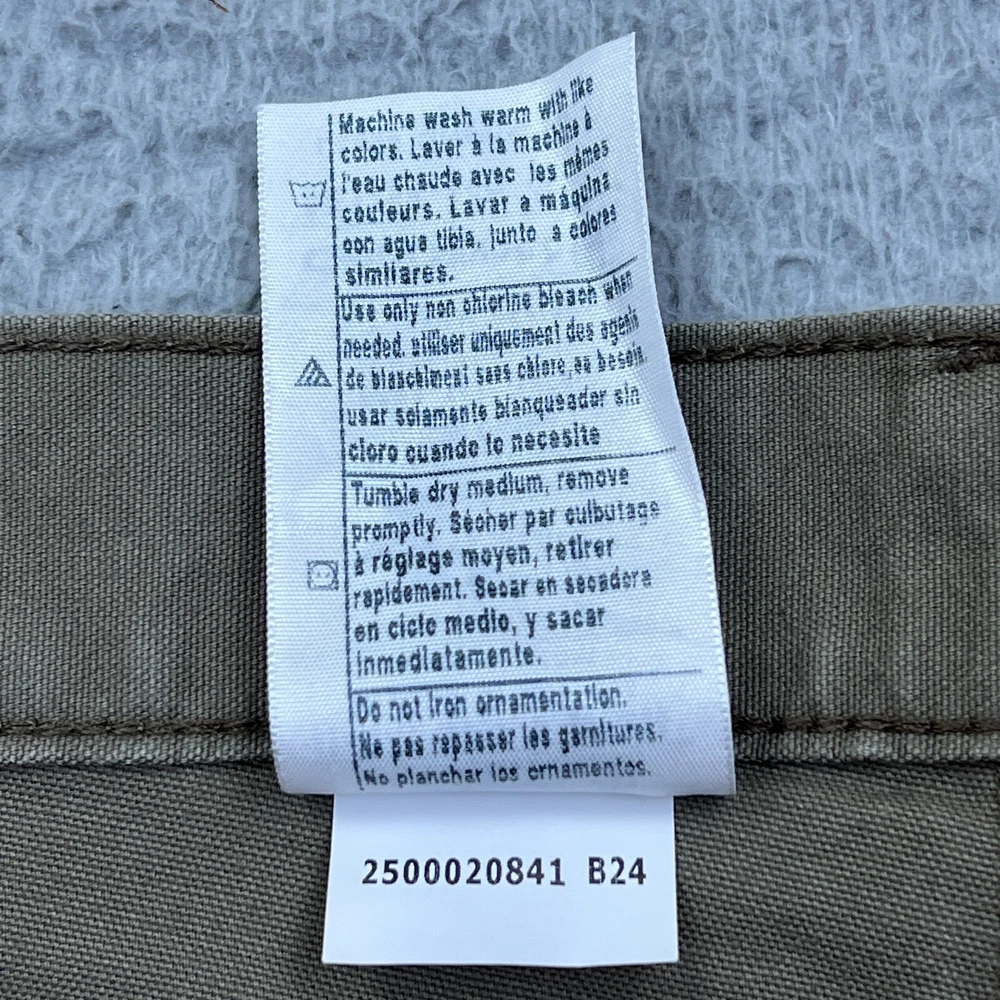 Machine wash warm with like
colors. Laver à la machine à
l'eau chaude avec les mêmes
couleurs. Lavar a máquina
con agua tibia. junto a colores
similares.
Use only non chlorine bleach when
needed. utiliser uniquement des agents
de blanchiment sans chlore, au besoin.
usar solamente blanqueador sin
cloro cuando lo necesite
Tumble dry medium, remove
promptly. Sécher par culbutage
à réglage moyen, retirer
rapidement. Secar en secadora
en ciclo medio, y sacar
inmediatamente.
Do not iron ornamentation.
Ne pas repasser les garnitures.
No planchar los ornamentos.
2500020841 B24